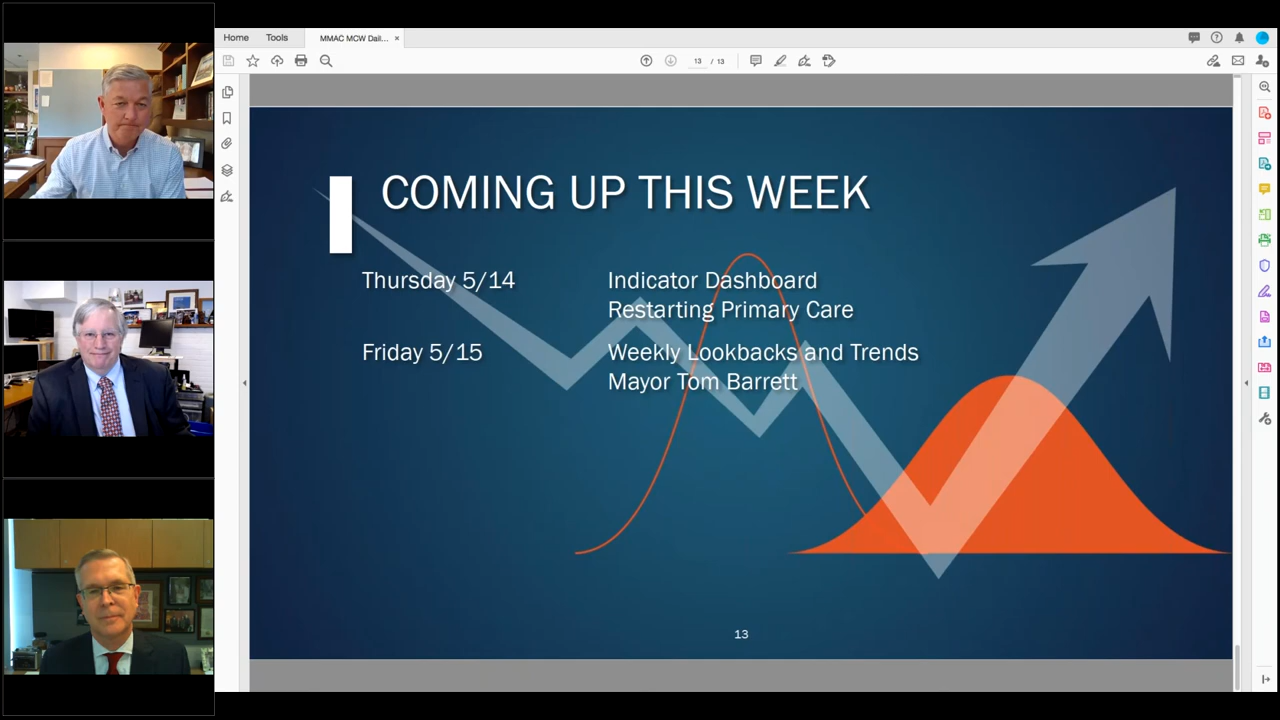 Home Tools MMAC MCW Dail... ×
13 / 13
COMING UP THIS WEEK
Thursday 5/14 Indicator Dashboard
Restarting Primary Care
Friday 5/15 Weekly Lookbacks and Trends
Mayor Tom Barrett
13